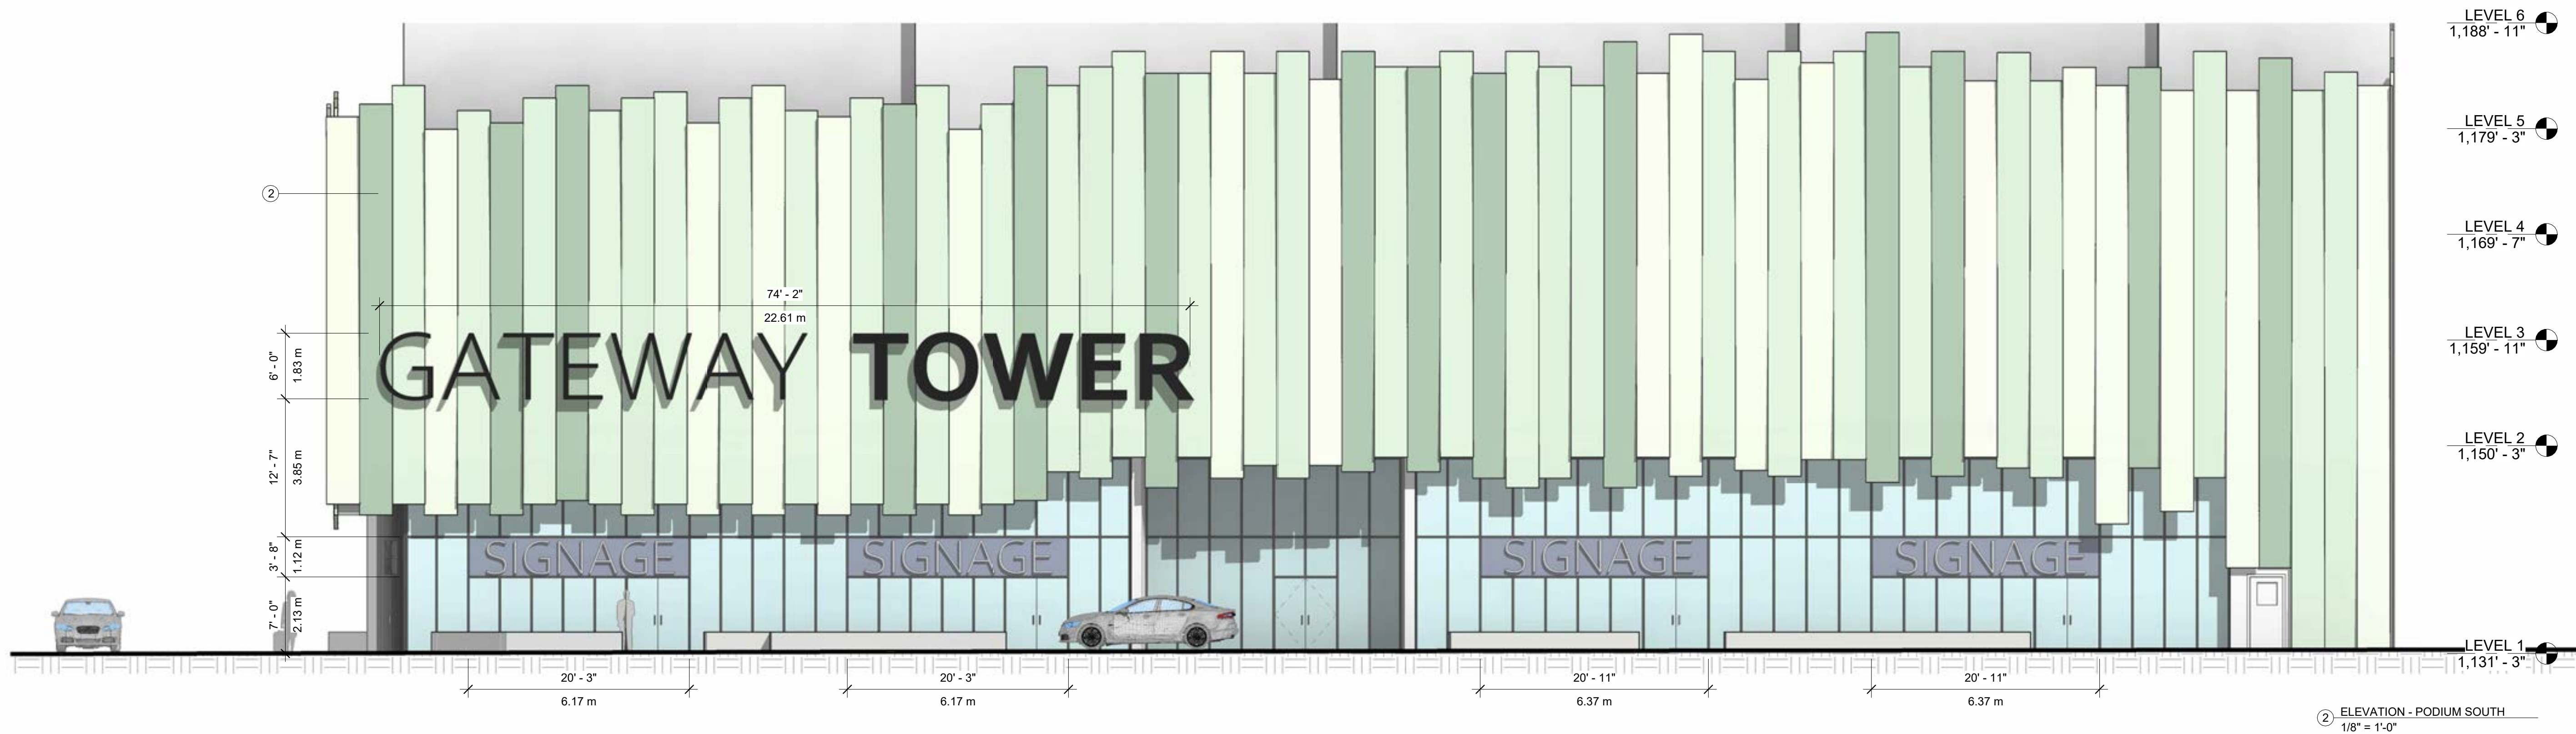 LEVEL 6
1,188' - 11"
LEVEL 5
1,179' - 3"
2
LEVEL 4
1,169' - 7"
74' - 2"
22.61 m
LEVEL 3
1,159' - 11"
6' - 0"
1.83 m
GATEWAY TOWER
LEVEL 2
1,150' - 3"
12' - 7"
3.85 m
3' - 8"
1.12 m
SIGNAGE
SIGNAGE
SIGNAGE
SIGNAGE
7' - 0"
2.13 m
LEVEL 1
1,131' - 3"
20' - 3"
6.17 m
20' - 3"
6.17 m
20' - 11"
6.37 m
20' - 11"
6.37 m
2
ELEVATION - PODIUM SOUTH
1/8" = 1'-0"